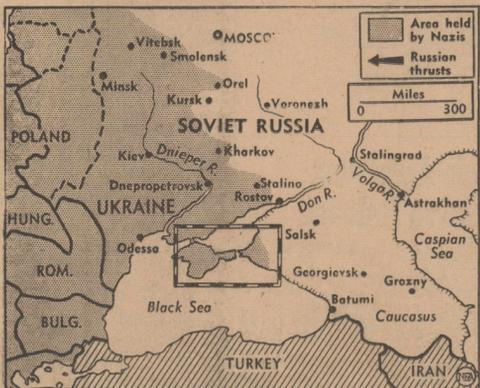 Area held
by Nazis
Russian
thrusts
Miles
0 300
Vitebsk
MOSCOW
Smolensk
Minsk
Orel
Kursk
Voronezh
SOVIET RUSSIA
POLAND
Kiev
Dnieper R.
Kharkov
Stalingrad
Dnepropetrovsk
Stalino
Rostov
Don R.
Volga R.
Astrakhan
HUNG.
UKRAINE
Odessa
Salsk
Caspian
Sea
ROM.
Georgievsk
Grozny
Black Sea
Batumi
Caucasus
BULG.
TURKEY
IRAN